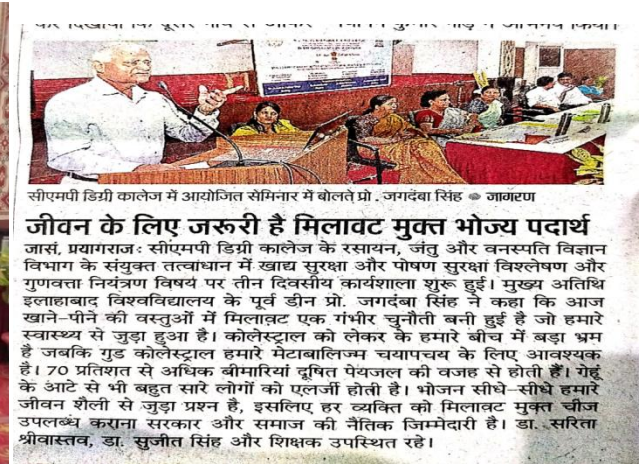 सीएमपी डिग्री कालेज में आयोजित सेमिनार में बोलते प्रो. जगदंबा सिंह ● जागरण
जीवन के लिए जरूरी है मिलावट मुक्त भोज्य पदार्थ
जासं, प्रयागराज: सीएमपी डिग्री कालेज के रसायन, जंतु और वनस्पति विज्ञान
विभाग के संयुक्त तत्वाधान में खाद्य सुरक्षा और पोषण सुरक्षा विश्लेषण और
गुणवत्ता नियंत्रण विषय पर तीन दिवसीय कार्यशाला शुरू हुई। मुख्य अतिथि
इलाहाबाद विश्वविद्यालय के पूर्व डीन प्रो. जगदंबा सिंह ने कहा कि आज
खाने-पीने की वस्तुओं में मिलावट एक गंभीर चुनौती बनी हुई है जो हमारे
स्वास्थ्य से जुड़ा हुआ है। कोलेस्ट्राल को लेकर के हमारे बीच में बड़ा भ्रम
है जबकि गुड कोलेस्ट्राल हमारे मेटाबालिज्म चयापचय के लिए आवश्यक
है। 70 प्रतिशत से अधिक बीमारियां दूषित पेयजल की वजह से होती हैं। गेहूं
के आटे से भी बहुत सारे लोगों को एलर्जी होती है। भोजन सीधे-सीधे हमारे
जीवन शैली से जुड़ा प्रश्न है, इसलिए हर व्यक्ति को मिलावट मुक्त चीज
उपलब्ध कराना सरकार और समाज की नैतिक जिम्मेदारी है। डा. सरिता
श्रीवास्तव, डा. सुजीत सिंह और शिक्षक उपस्थित रहे।